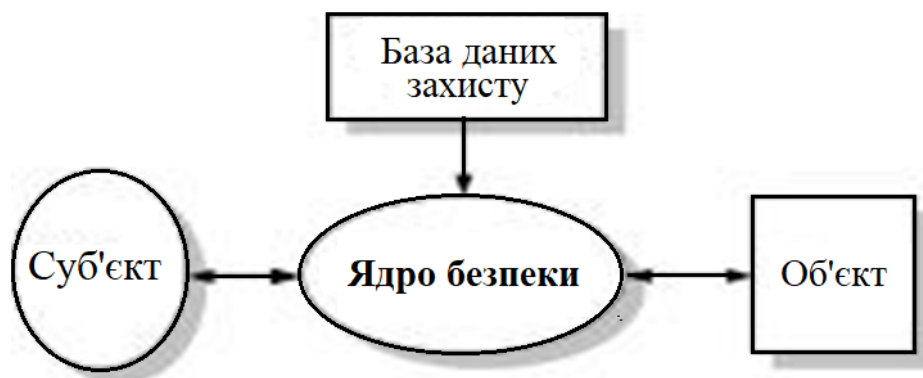 База даних
захисту
Суб'єкт
Ядро безпеки
Об'єкт